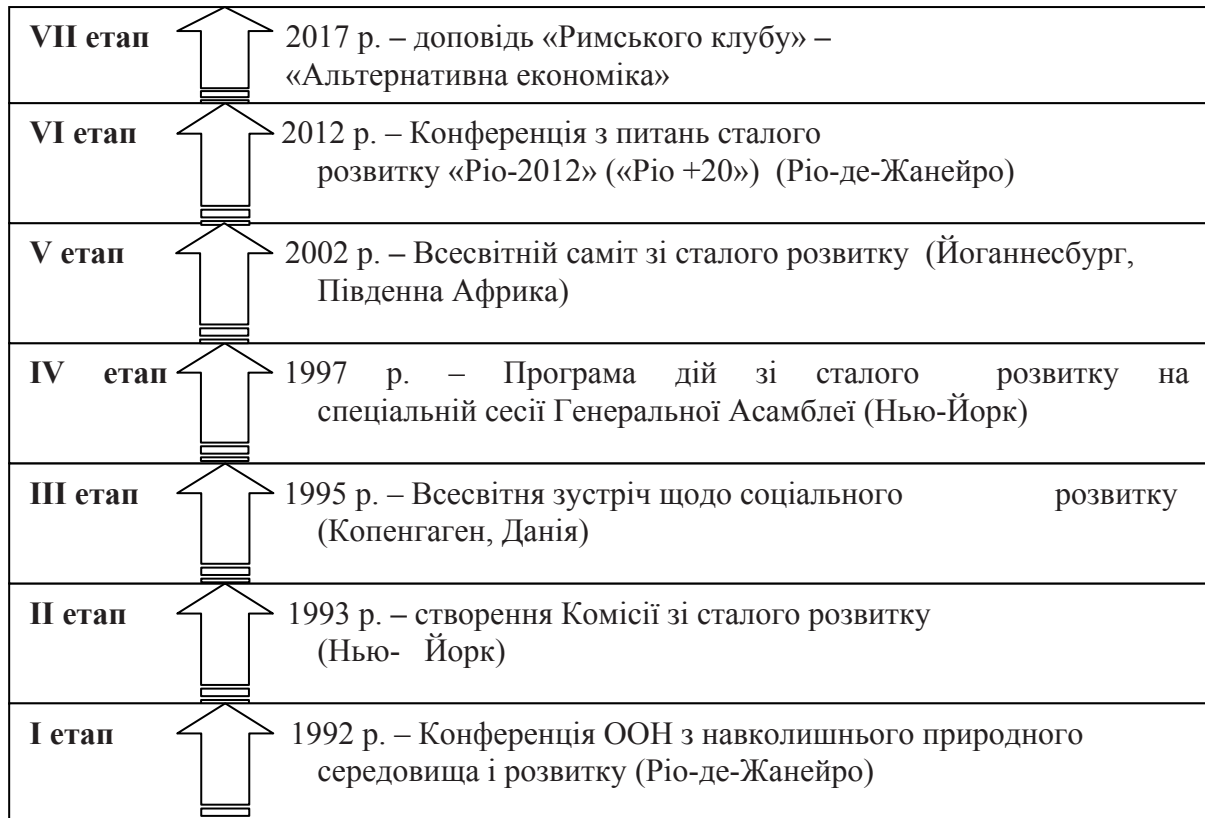 VII етап 2017 р. – доповідь «Римського клубу» –
«Альтернативна економіка»
VI етап 2012 р. – Конференція з питань сталого
розвитку «Ріо-2012» («Ріо +20») (Ріо-де-Жанейро)
V етап 2002 р. – Всесвітній саміт зі сталого розвитку (Йоганнесбург,
Південна Африка)
IV етап 1997 р. – Програма дій зі сталого розвитку на
спеціальній сесії Генеральної Асамблеї (Нью-Йорк)
III етап 1995 р. – Всесвітня зустріч щодо соціального розвитку
(Копенгаген, Данія)
II етап 1993 р. – створення Комісії зі сталого розвитку
(Нью- Йорк)
I етап 1992 р. – Конференція ООН з навколишнього природного
середовища і розвитку (Ріо-де-Жанейро)